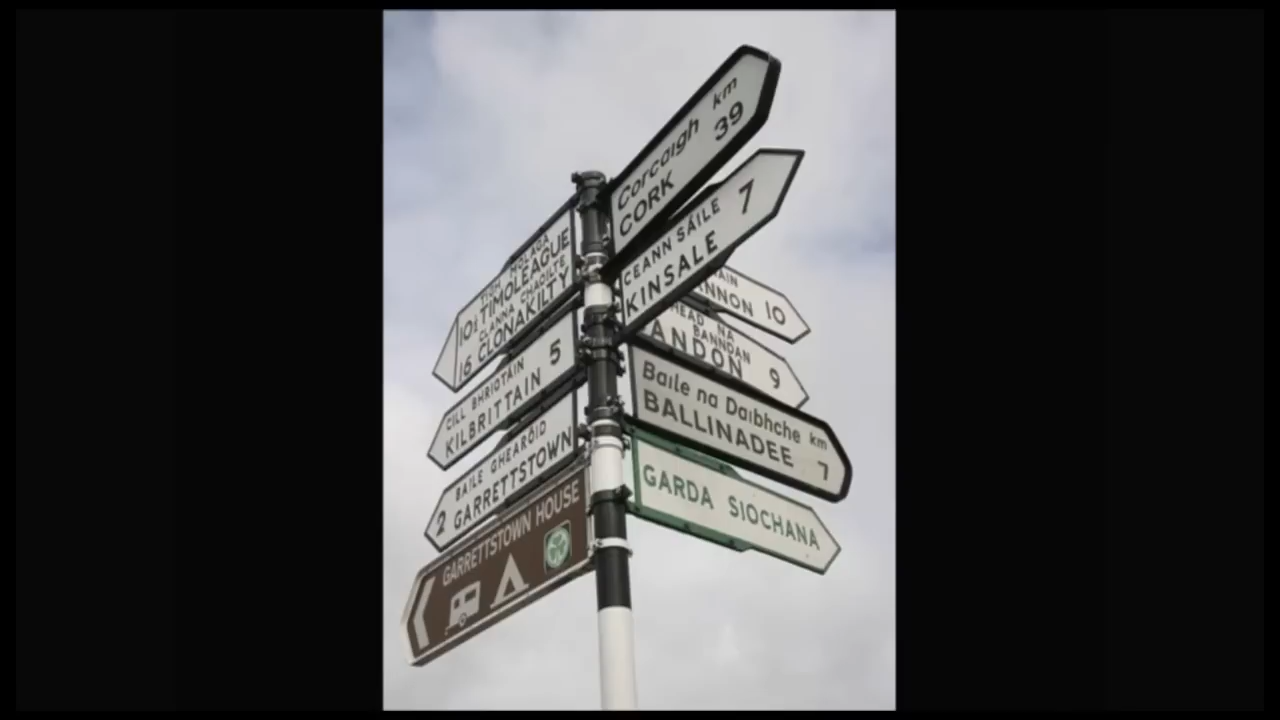 Corcaigh km
CORK 39
CEANN SÁILE 7
KINSALE
TIGH MOLAGA
10½ TIMOLEAGUE
CLANNA CHAOILTE
16 CLONAKILTY
CILL BHRIOTÁIN 5
KILBRITTAIN
BAILE GHEARÓID
2 GARRETTSTOWN
GARRETTSTOWN HOUSE
10
NA
BANNDAN
9
Baile na Daibhche km
BALLINADEE 7
GARDA SIOCHANA